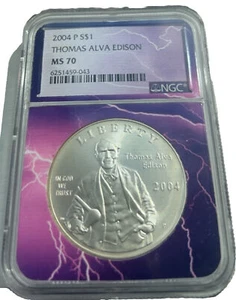 2004 P S$1
THOMAS ALVA EDISON
MS 70
6251459-043
NGC
LIBERTY
Thomas Alva
Edison
IN GOD
WE
TRUST
2004